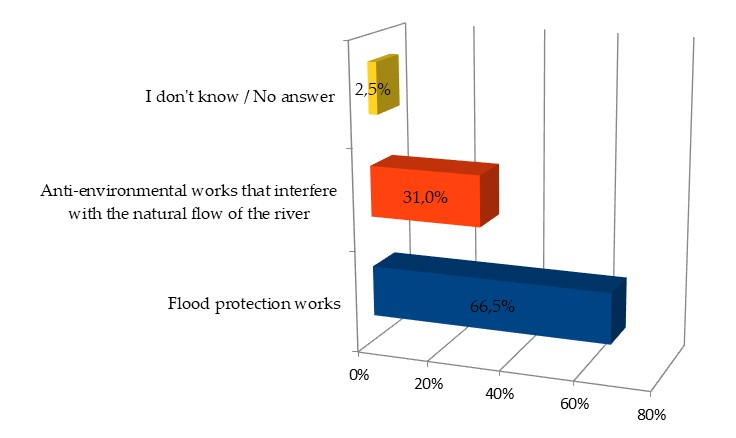 I don't know / No answer
2,5%
Anti-environmental works that interfere
with the natural flow of the river
31,0%
Flood protection works
66,5%
0%
20%
40%
60%
80%